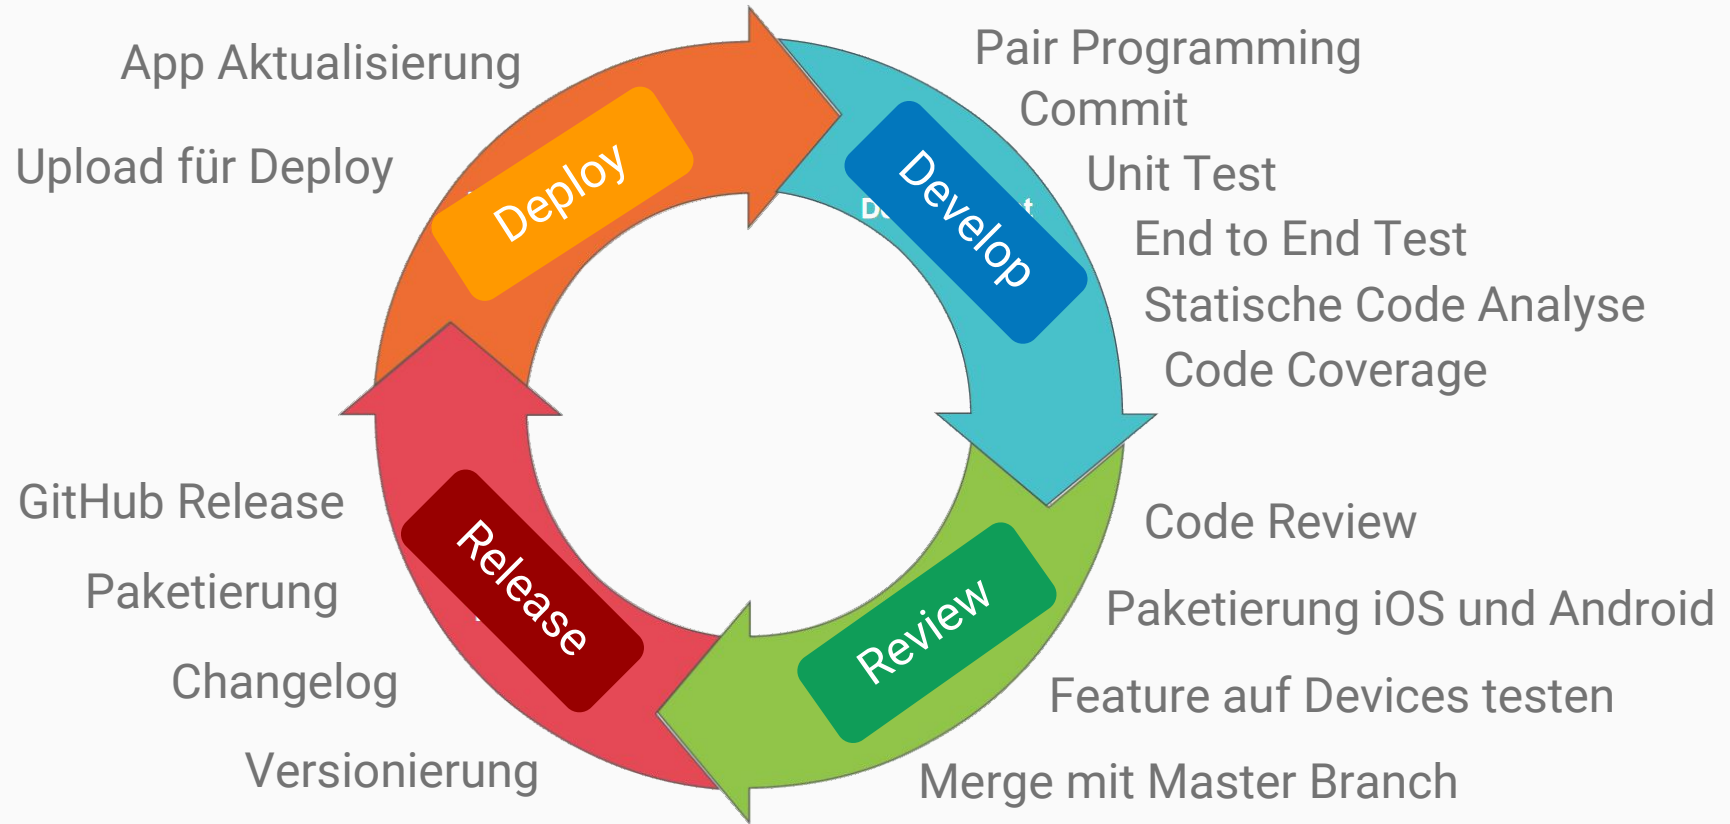 App Aktualisierung
Upload für Deploy
Deploy
Pair Programming
Commit
Unit Test
End to End Test
Statische Code Analyse
Code Coverage
Develop
Code Review
Paketierung iOS und Android
Feature auf Devices testen
Merge mit Master Branch
Review
GitHub Release
Paketierung
Changelog
Versionierung
Release